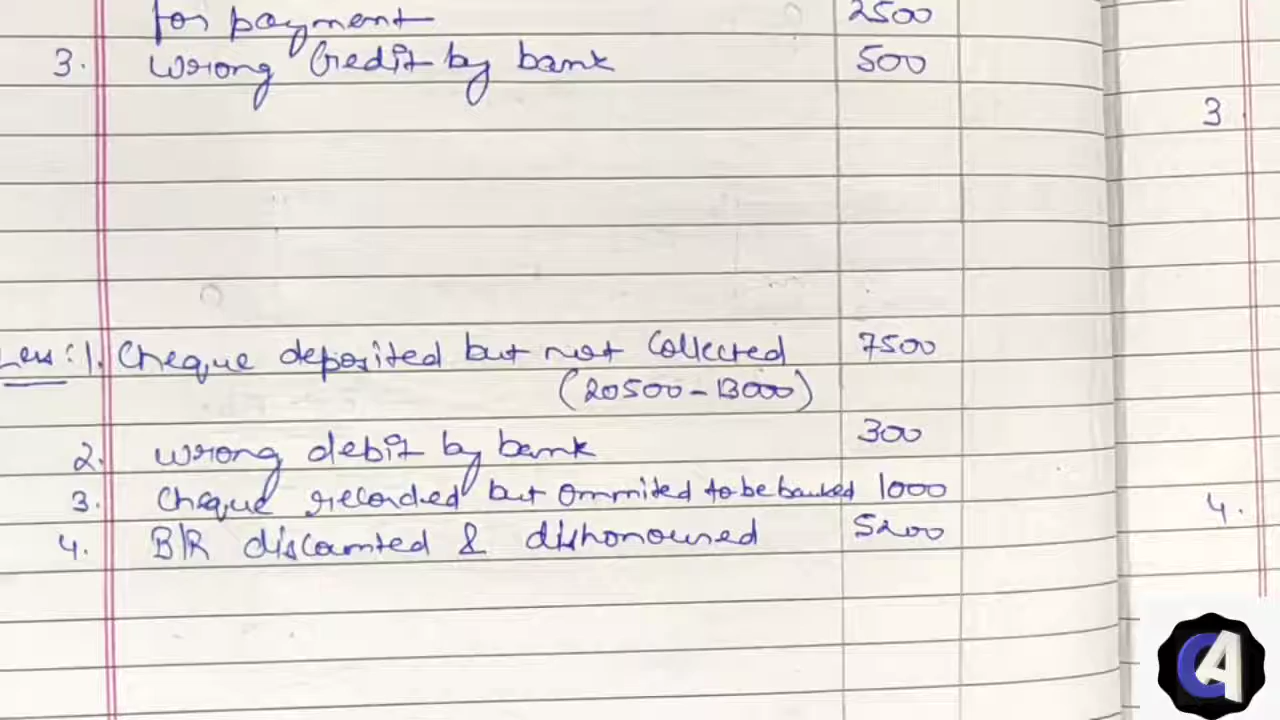 for payment 2500
3. Wrong Credit by bank 500
3.
Less: 1. Cheque deposited but not Collected 7500
(20500-13000)
2. Wrong debit by bank 300
3. Cheque recorded but Ommited to be banked 1000
4. B/R discounted & dishonoured 5200
4.
CA